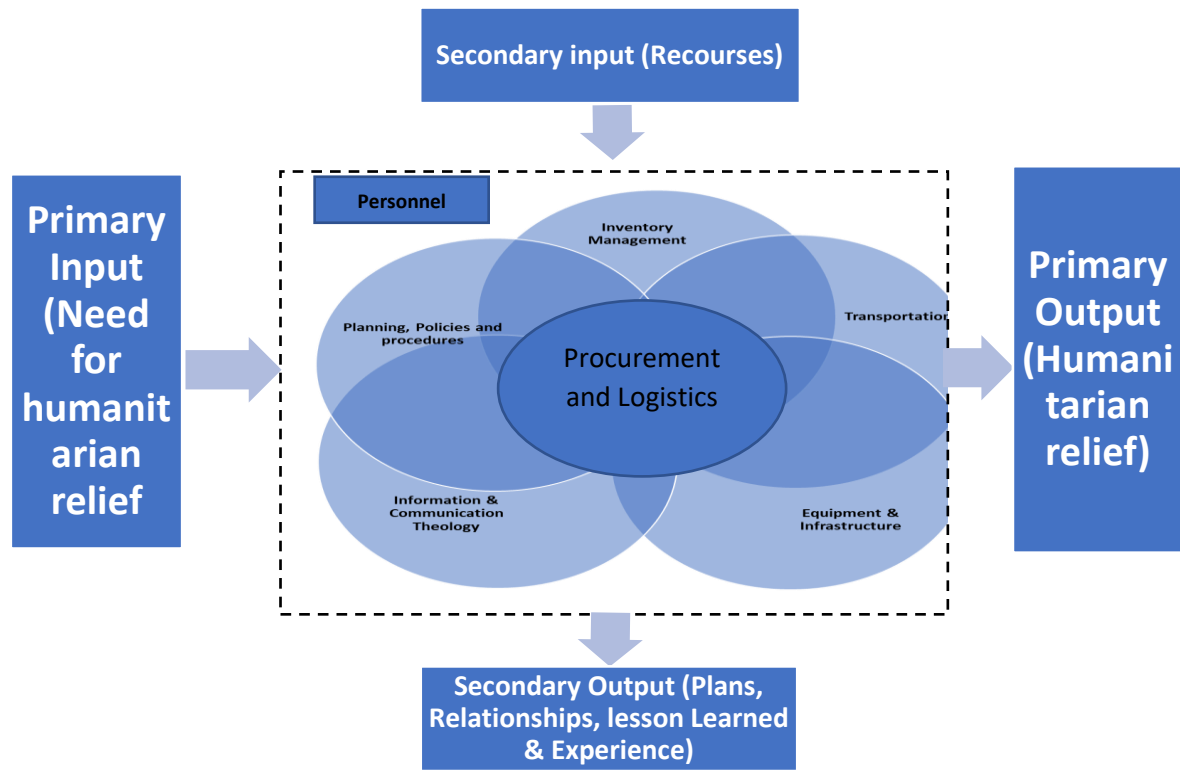 Secondary input (Recourses)
Primary
Input
(Need
for
humanit
arian
relief
Personnel
Inventory
Management
Planning, Policies and
procedures
Transportation
Procurement
and Logistics
Information &
Communication
Theology
Equipment &
Infrastructure
Primary
Output
(Humani
tarian
relief)
Secondary Output (Plans,
Relationships, lesson Learned
& Experience)